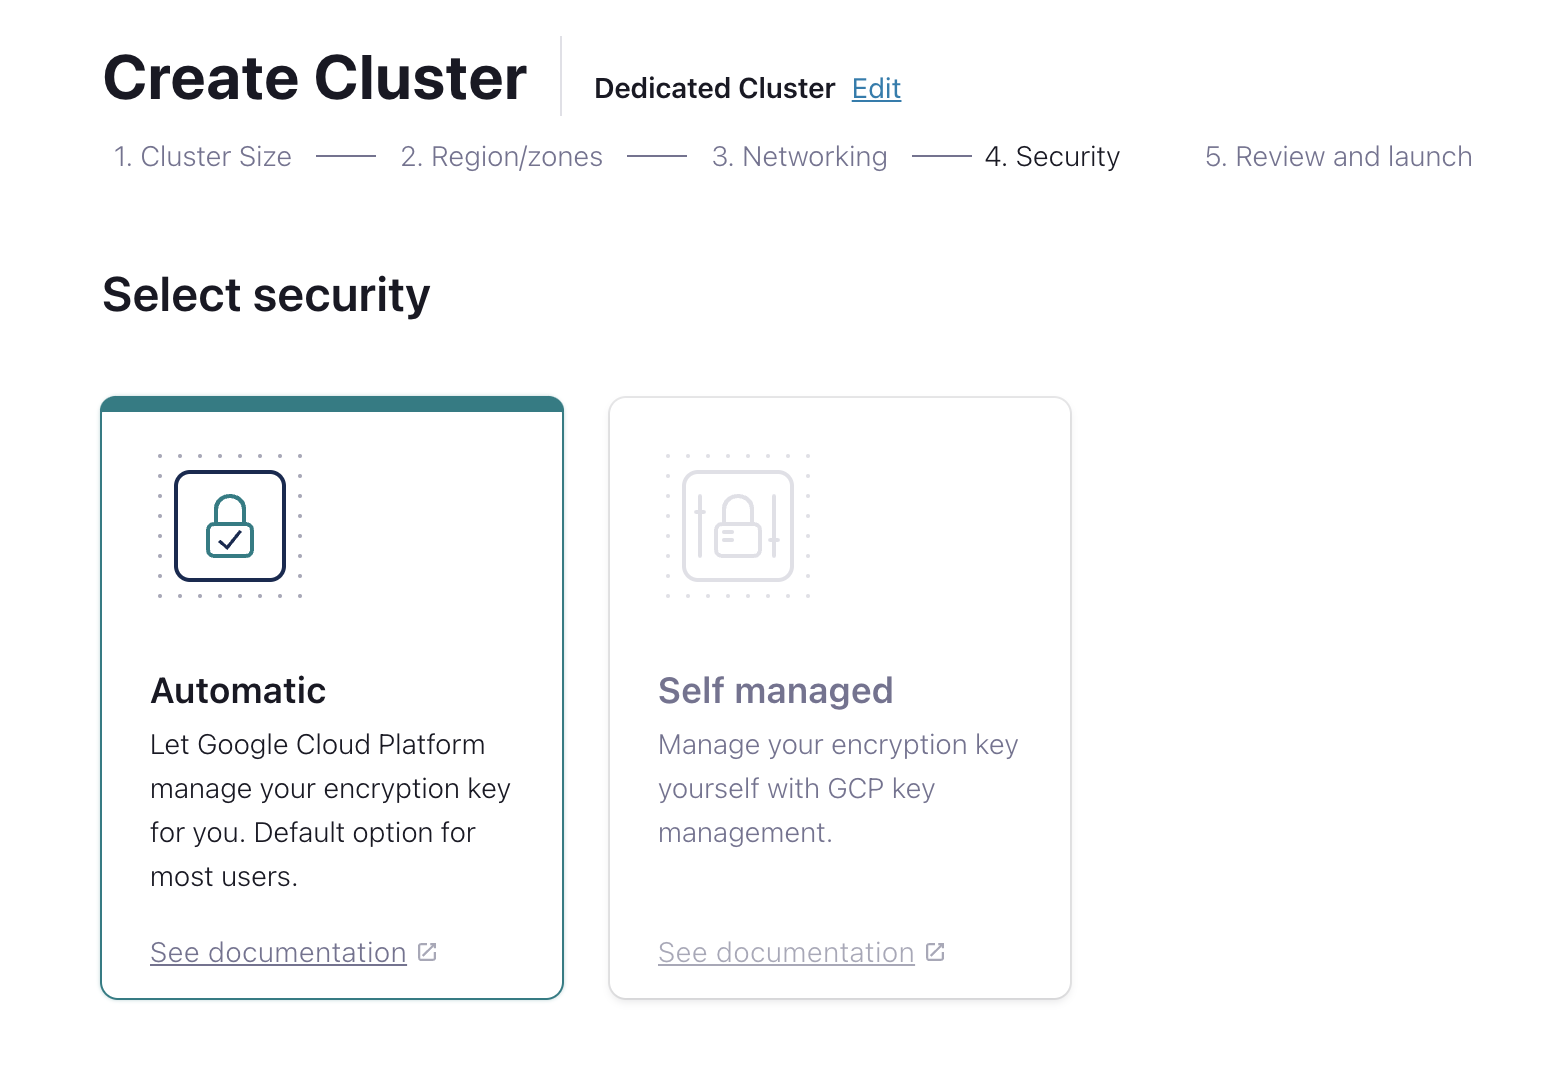 Create Cluster
Dedicated Cluster Edit
1. Cluster Size 2. Region/zones 3. Networking 4. Security 5. Review and launch
Select security
Automatic
Let Google Cloud Platform
manage your encryption key
for you. Default option for
most users.
See documentation
Self managed
Manage your encryption key
yourself with GCP key
management.
See documentation